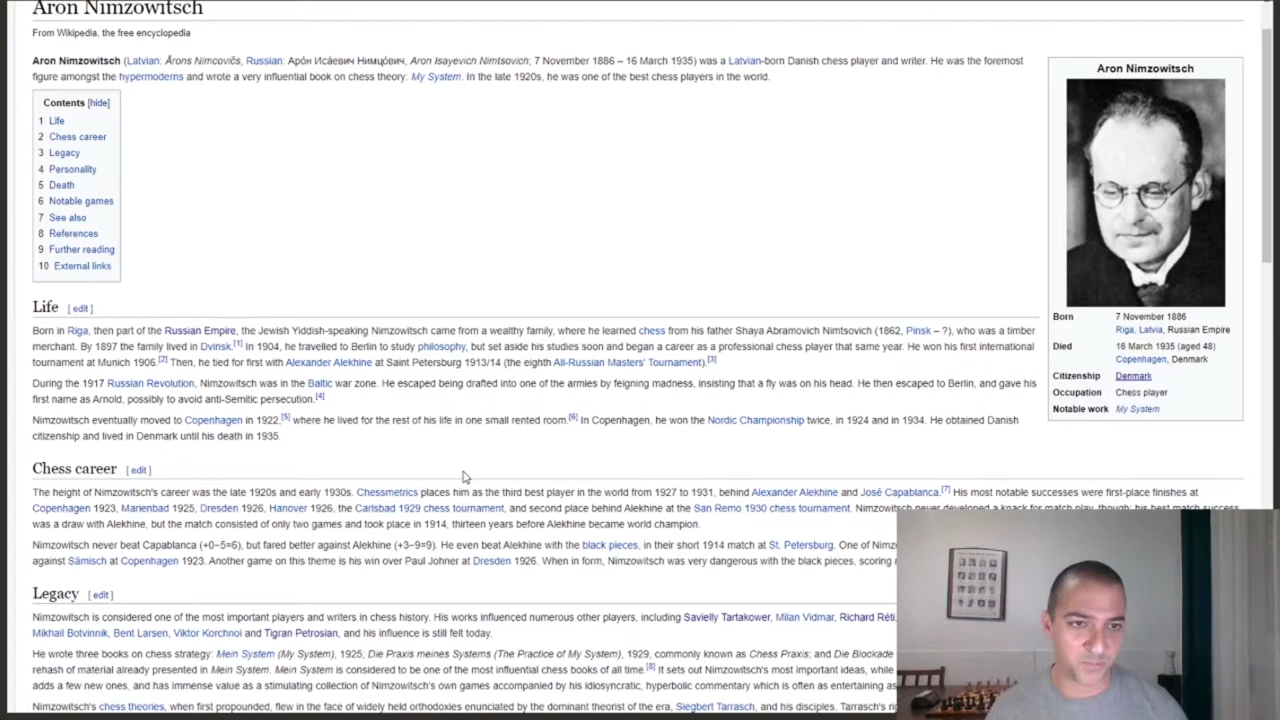 Aron Nimzowitsch
From Wikipedia, the free encyclopedia
Aron Nimzowitsch (Latvian: Ārons Nimcovičs, Russian: Аро́н Иса́евич Нимцо́вич, Aron Isayevich Nimtsovich; 7 November 1886 – 16 March 1935) was a Latvian-born Danish chess player and writer. He was the foremost
figure amongst the hypermoderns and wrote a very influential book on chess theory: My System. In the late 1920s, he was one of the best chess players in the world.
Contents [hide]
1 Life
2 Chess career
3 Legacy
4 Personality
5 Death
6 Notable games
7 See also
8 References
9 Further reading
10 External links
Aron Nimzowitsch
Born 7 November 1886
Riga, Latvia, Russian Empire
Died 16 March 1935 (aged 48)
Copenhagen, Denmark
Citizenship Denmark
Occupation Chess player
Notable work My System
Life [ edit ]
Born in Riga, then part of the Russian Empire, the Jewish Yiddish-speaking Nimzowitsch came from a wealthy family, where he learned chess from his father Shaya Abramovich Nimtsovich (1862, Pinsk – ?), who was a timber
merchant. By 1897 the family lived in Dvinsk.[1] In 1904, he travelled to Berlin to study philosophy, but set aside his studies soon and began a career as a professional chess player that same year. He won his first international
tournament at Munich 1906.[2] Then, he tied for first with Alexander Alekhine at Saint Petersburg 1913/14 (the eighth All-Russian Masters' Tournament).[3]
During the 1917 Russian Revolution, Nimzowitsch was in the Baltic war zone. He escaped being drafted into one of the armies by feigning madness, insisting that a fly was on his head. He then escaped to Berlin, and gave his
first name as Arnold, possibly to avoid anti-Semitic persecution.[4]
Nimzowitsch eventually moved to Copenhagen in 1922,[5] where he lived for the rest of his life in one small rented room.[6] In Copenhagen, he won the Nordic Championship twice, in 1924 and in 1934. He obtained Danish
citizenship and lived in Denmark until his death in 1935.
Chess career [ edit ]
The height of Nimzowitsch's career was the late 1920s and early 1930s. Chessmetrics places him as the third best player in the world from 1927 to 1931, behind Alexander Alekhine and José Capablanca.[7] His most notable successes were first-place finishes at
Copenhagen 1923, Marienbad 1925, Dresden 1926, Hanover 1926, the Carlsbad 1929 chess tournament, and second place behind Alekhine at the San Remo 1930 chess tournament. Nimzowitsch never developed a knack for match play, though; his best match success
was a draw with Alekhine, but the match consisted of only two games and took place in 1914, thirteen years before Alekhine became world champion.
Nimzowitsch never beat Capablanca (+0−5=6), but fared better against Alekhine (+3−9=9). He even beat Alekhine with the black pieces, in their short 1914 match at St. Petersburg. One of Nimzo
against Sämisch at Copenhagen 1923. Another game on this theme is his win over Paul Johner at Dresden 1926. When in form, Nimzowitsch was very dangerous with the black pieces, scoring
Legacy [ edit ]
Nimzowitsch is considered one of the most important players and writers in chess history. His works influenced numerous other players, including Savielly Tartakower, Milan Vidmar, Richard Réti,
Mikhail Botvinnik, Bent Larsen, Viktor Korchnoi and Tigran Petrosian, and his influence is still felt today.
He wrote three books on chess strategy: Mein System (My System), 1925; Die Praxis meines Systems (The Practice of My System), 1929, commonly known as Chess Praxis; and Die Blockade
rehash of material already presented in Mein System. Mein System is considered to be one of the most influential chess books of all time.[8] It sets out Nimzowitsch's most important ideas, while
adds a few new ones, and has immense value as a stimulating collection of Nimzowitsch's own games accompanied by his idiosyncratic, hyperbolic commentary which is often as entertaining as
Nimzowitsch's chess theories, when first propounded, flew in the face of widely held orthodoxies enunciated by the dominant theorist of the era, Siegbert Tarrasch, and his disciples. Tarrasch's